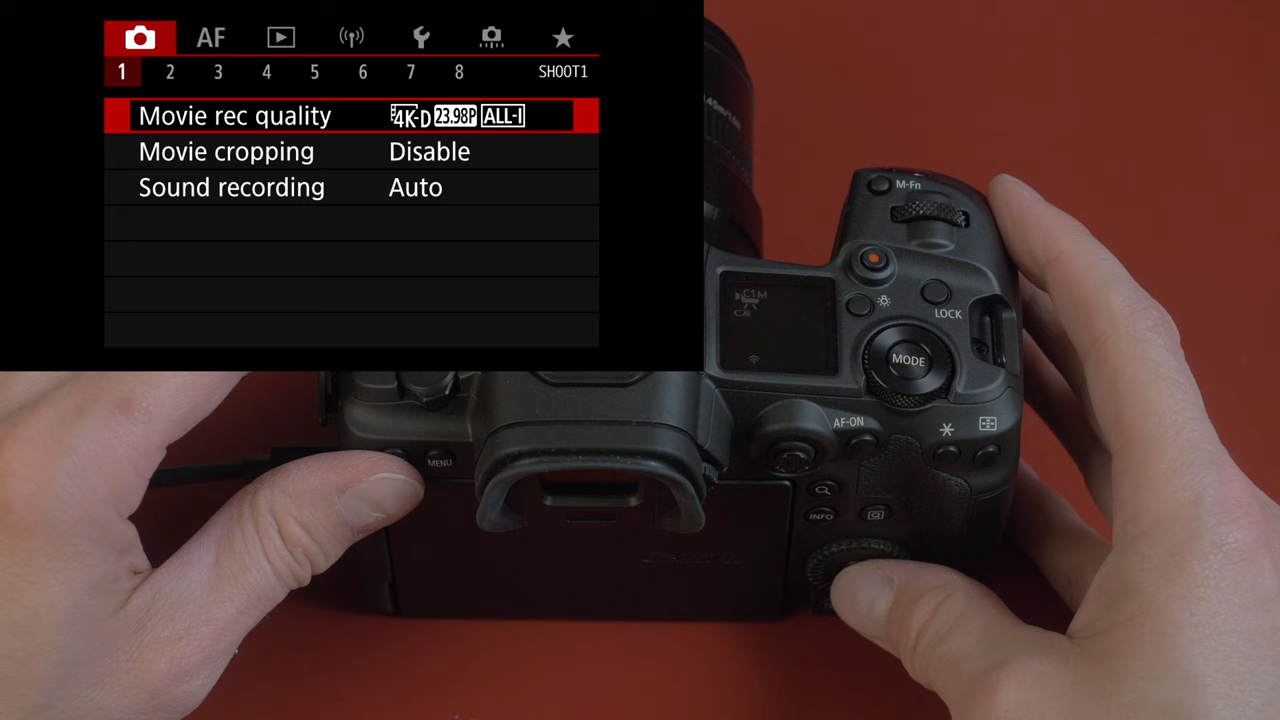 AF
1 2 3 4 5 6 7 8 SHOOT1
Movie rec quality 4K-D 23.98P ALL-I
Movie cropping Disable
Sound recording Auto
M-Fn
LOCK
C1 M
MODE
AF-ON
MENU
INFO